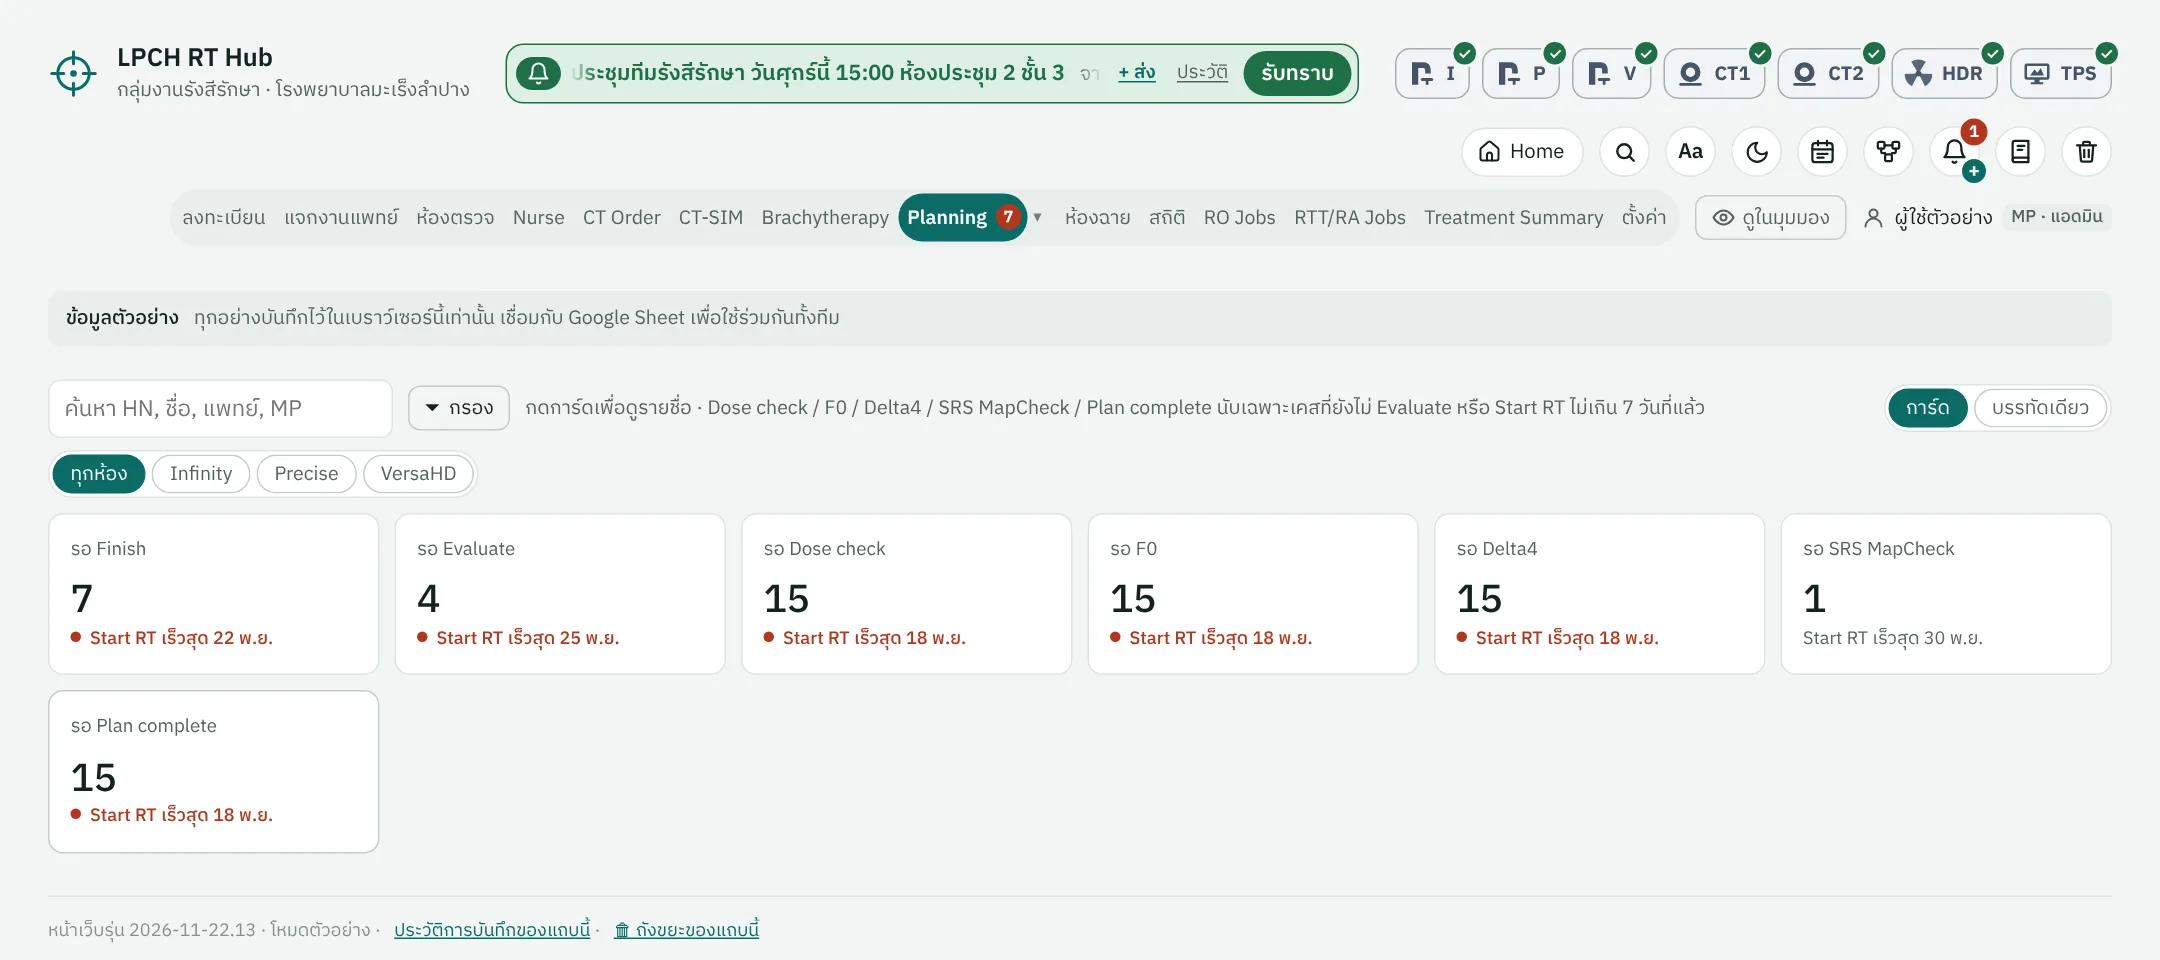 LPCH RT Hub
กลุ่มงานรังสีรักษา · โรงพยาบาลมะเร็งลำปาง
ประชุมทีมรังสีรักษา วันศุกร์นี้ 15:00 ห้องประชุม 2 ชั้น 3 จา + ส่ง ประวัติ รับทราบ
I P V CT1 CT2 HDR TPS
Home Aa 1 +
ลงทะเบียน แจกงานแพทย์ ห้องตรวจ Nurse CT Order CT-SIM Brachytherapy Planning 7 ▾ ห้องฉาย สถิติ RO Jobs RTT/RA Jobs Treatment Summary ตั้งค่า ดูในมุมมอง ผู้ใช้ตัวอย่าง MP · แอดมิน
ข้อมูลตัวอย่าง ทุกอย่างบันทึกไว้ในเบราว์เซอร์นี้เท่านั้น เชื่อมกับ Google Sheet เพื่อใช้ร่วมกันทั้งทีม
ค้นหา HN, ชื่อ, แพทย์, MP กรอง กดการ์ดเพื่อดูรายชื่อ · Dose check / F0 / Delta4 / SRS MapCheck / Plan complete นับเฉพาะเคสที่ยังไม่ Evaluate หรือ Start RT ไม่เกิน 7 วันที่แล้ว การ์ด บรรทัดเดียว
ทุกห้อง Infinity Precise VersaHD
รอ Finish
7
Start RT เร็วสุด 22 พ.ย.
รอ Evaluate
4
Start RT เร็วสุด 25 พ.ย.
รอ Dose check
15
Start RT เร็วสุด 18 พ.ย.
รอ F0
15
Start RT เร็วสุด 18 พ.ย.
รอ Delta4
15
Start RT เร็วสุด 18 พ.ย.
รอ SRS MapCheck
1
Start RT เร็วสุด 30 พ.ย.
รอ Plan complete
15
Start RT เร็วสุด 18 พ.ย.
หน้าเว็บรุ่น 2026-11-22.13 · โหมดตัวอย่าง · ประวัติการบันทึกของแถบนี้ · ถังขยะของแถบนี้